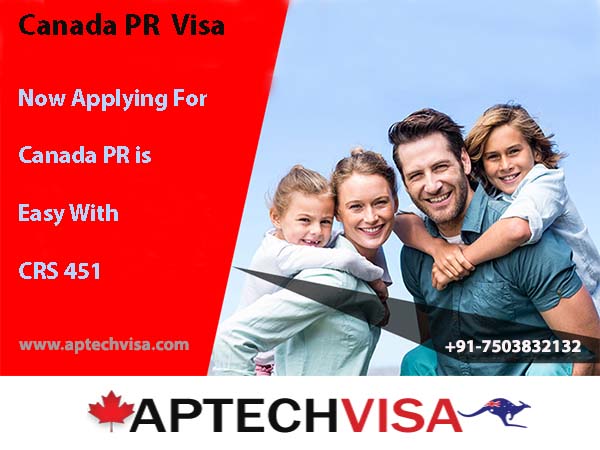 Canada PR Visa
Now Applying For
Canada PR is
Easy With
CRS 451
www.aptechvisa.com
+91-7503832132
APTECHVISA